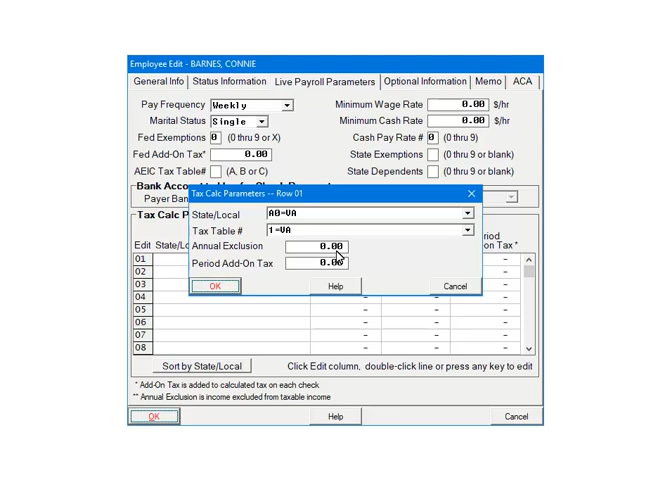 Employee Edit - BARNES, CONNIE
General Info Status Information Live Payroll Parameters Optional Information Memo ACA
Pay Frequency Weekly Minimum Wage Rate 0.00 $/hr
Marital Status Single Minimum Cash Rate 0.00 $/hr
Fed Exemptions 0 (0 thru 9 or X) Cash Pay Rate # 0 (0 thru 9)
Fed Add-On Tax* 0.00 State Exemptions (0 thru 9 or blank)
AEIC Tax Table# (A, B or C) State Dependents (0 thru 9 or blank)
Bank Accou
Tax Calc Parameters -- Row 01
Payer Ban
State/Local A0=VA
Tax Calc P
Tax Table # 1=VA
Annual Exclusion 0.00
Edit State/Lo
riod
on Tax *
Period Add-On Tax 0.00
OK Help Cancel
01
02
03
04 - - -
05 - - -
06 - - -
07 - - -
08 - - -
Sort by State/Local Click Edit column, double-click line or press any key to edit
* Add-On Tax is added to calculated tax on each check
** Annual Exclusion is income excluded from taxable income
OK Help Cancel